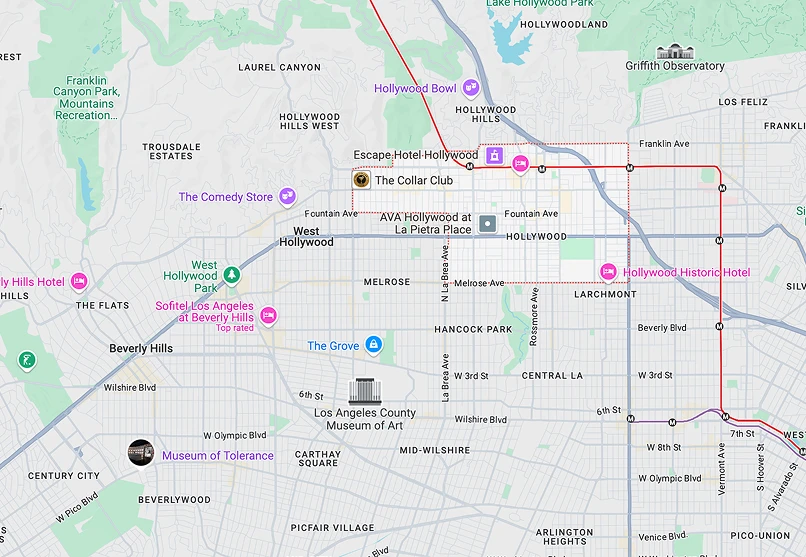 Lake Hollywood Park
HOLLYWOODLAND
REST
LAUREL CANYON
Griffith Observatory
Franklin
Canyon Park,
Mountains
Recreation...
Hollywood Bowl
HOLLYWOOD
HILLS
LOS FELIZ
HOLLYWOOD
HILLS WEST
FRANKLI
TROUSDALE
ESTATES
Franklin Ave
Escape Hotel Hollywood
M
M
M
The Collar Club
M
The Comedy Store
Fountain Ave
Fountain Ave
AVA Hollywood at
La Pietra Place
Si
West
Hollywood
HOLLYWOOD
M
West
Hollywood
Park
N La Brea Ave
Hollywood Historic Hotel
rly Hills Hotel
MELROSE
Melrose Ave
SILV
HILLS
THE FLATS
LARCHMONT
Sofitel Los Angeles
at Beverly Hills
Top rated
Rossmore Ave
HANCOCK PARK
Beverly Blvd
M
The Grove
Beverly Hills
La Brea Ave
W 3rd St
CENTRAL LA
W 3rd St
Wilshire Blvd
6th St
Los Angeles County
Museum of Art
Wilshire Blvd
6th St
M
M
M
W Olympic Blvd
7th St
WEST
M
Museum of Tolerance
CARTHAY
SQUARE
MID-WILSHIRE
W 8th St
Vermont Ave
S Hoover St
S Alvarado St
CENTURY CITY
W Olympic Blvd
W Pico Blvd
BEVERLYWOOD
PICFAIR VILLAGE
ARLINGTON
HEIGHTS
Venice Blvd
PICO-UNION
Blvd